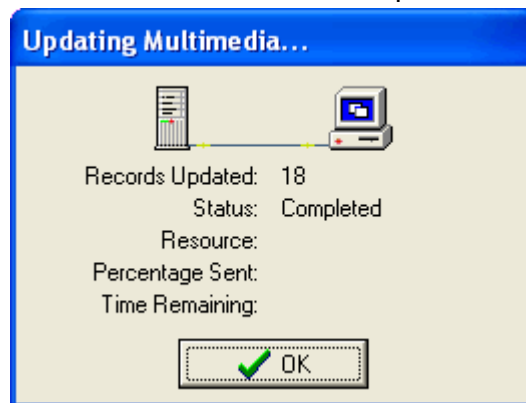 Updating Multimedia...
Records Updated: 18
Status: Completed
Resource:
Percentage Sent:
Time Remaining:
OK